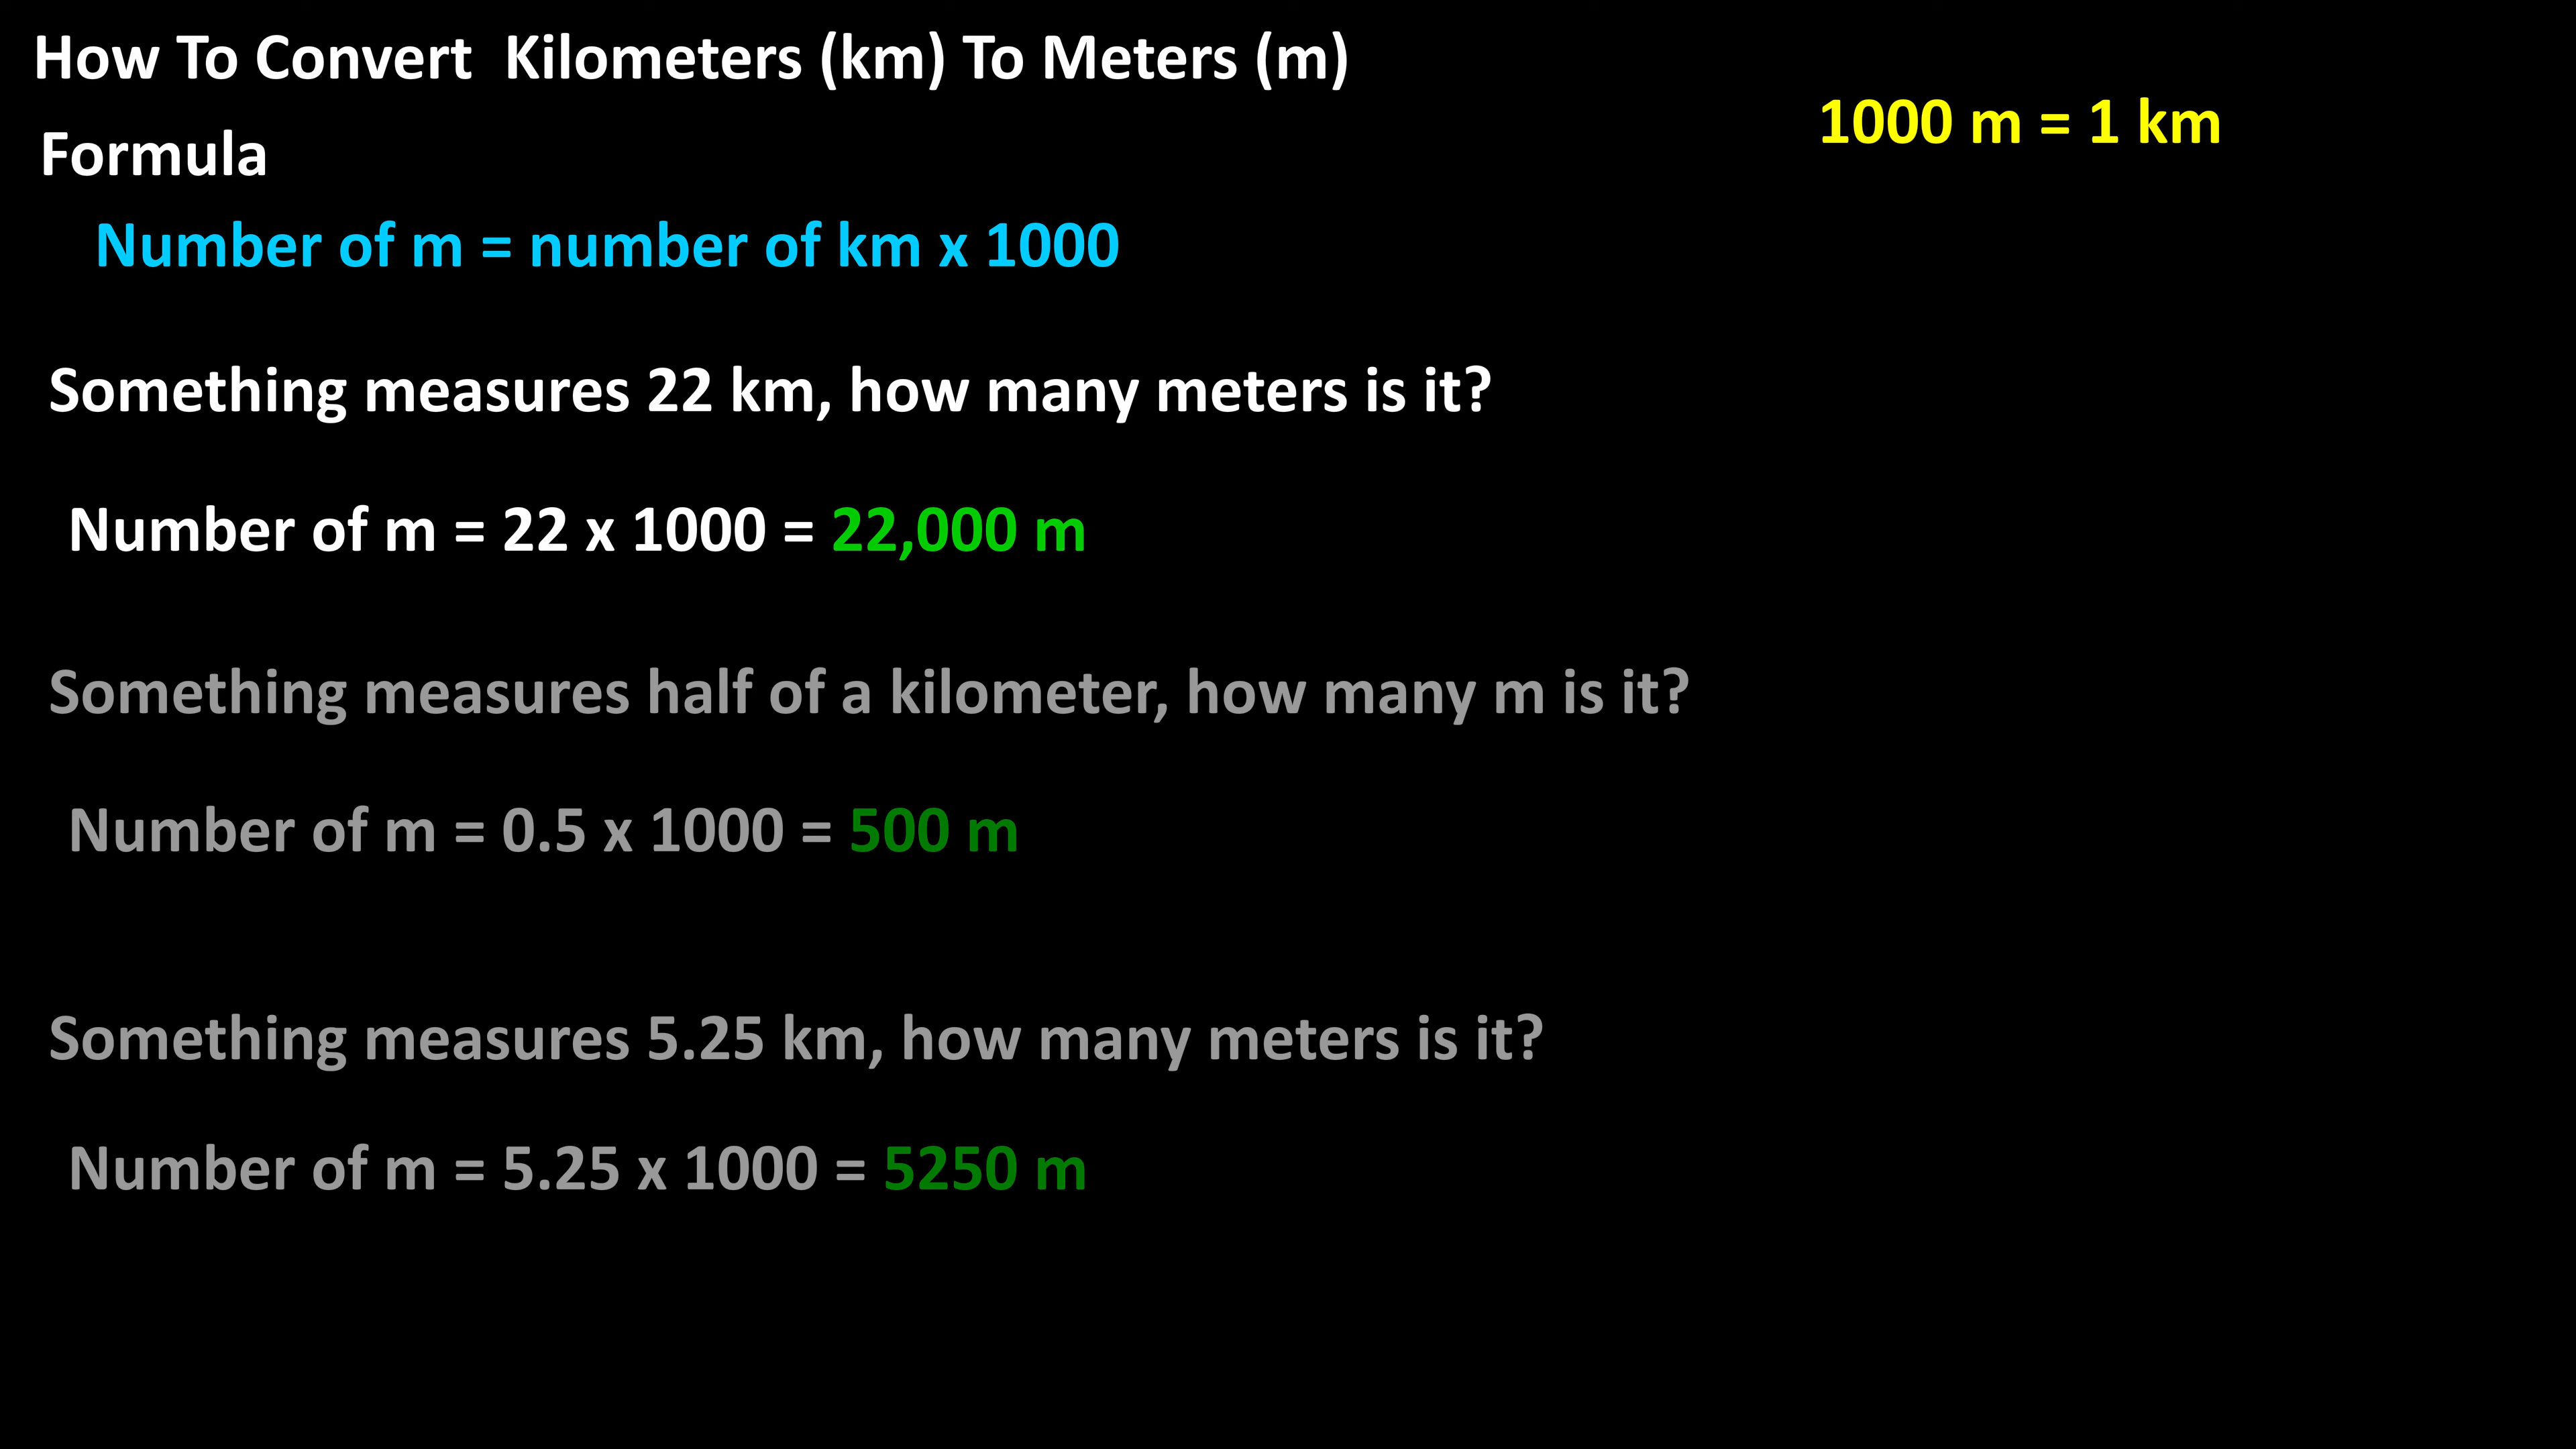 How To Convert  Kilometers (km) To Meters (m)
1000 m = 1 km
Formula
Number of m = number of km x 1000
Something measures 22 km, how many meters is it?
Number of m = 22 x 1000 = 22,000 m
Something measures half of a kilometer, how many m is it?
Number of m = 0.5 x 1000 = 500 m
Something measures 5.25 km, how many meters is it?
Number of m = 5.25 x 1000 = 5250 m